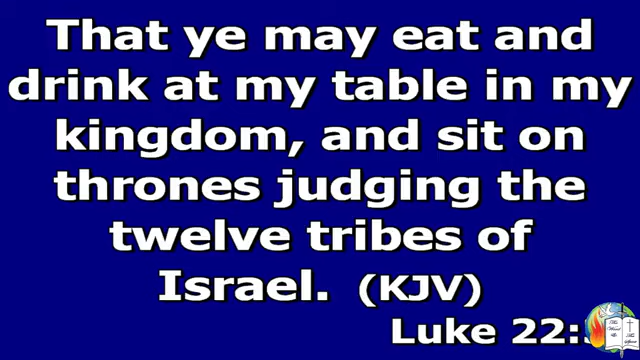 That ye may eat and
drink at my table in my
kingdom, and sit on
thrones judging the
twelve tribes of
Israel. (KJV)
Luke 22: